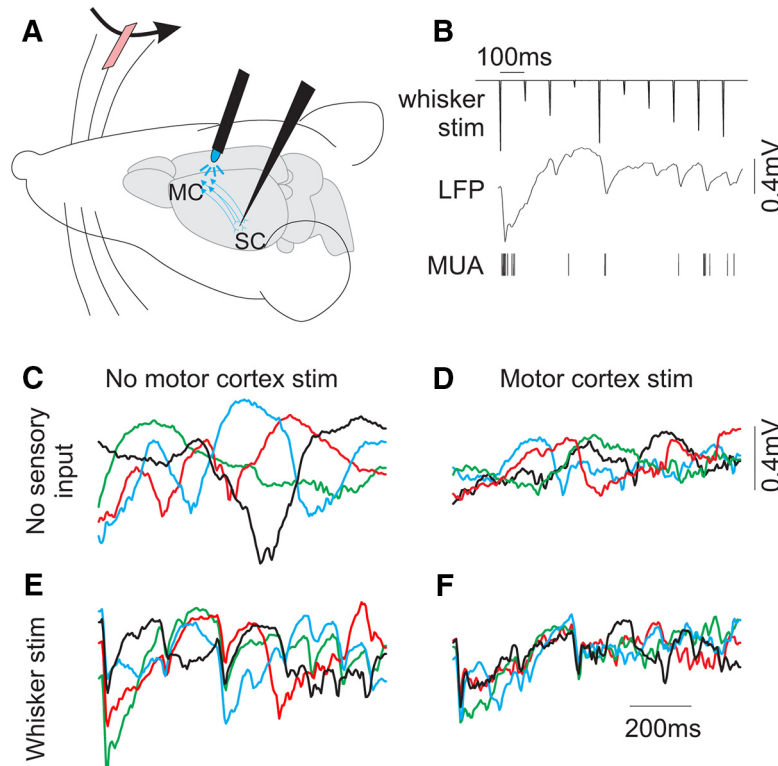 A
MC
SC
B
100ms
whisker
stim
LFP
0.4mV
MUA
C
No motor cortex stim
D
Motor cortex stim
No sensory
input
0.4mV
E
F
Whisker stim
200ms